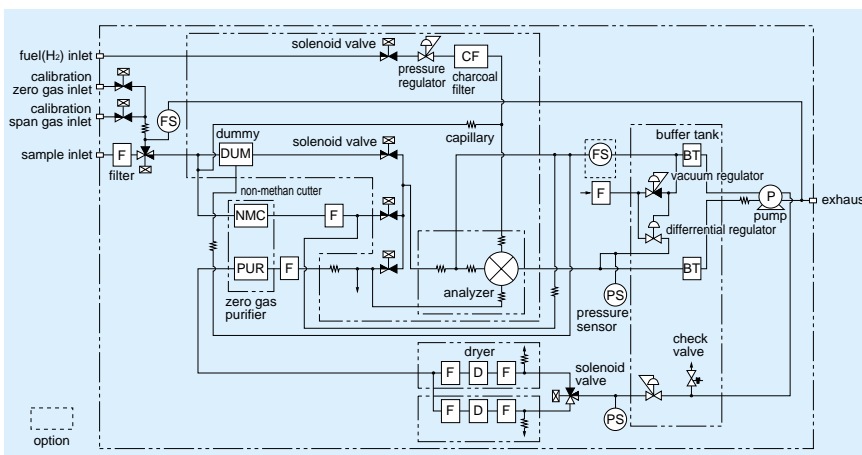 solenoid valve
fuel(H2) inlet
CF
pressure
regulator
charcoal
filter
calibration
zero gas inlet
calibration
span gas inlet
FS
capillary
dummy
solenoid valve
buffer tank
sample inlet
F
DUM
FS
BT
filter
vacuum regulator
non-methan cutter
F
P
exhaus
pump
NMC
F
differrential regulator
PUR
F
BT
zero gas
purifier
analyzer
PS
pressure
sensor
check
valve
dryer
solenoid
valve
F
D
F
F
D
F
PS
option